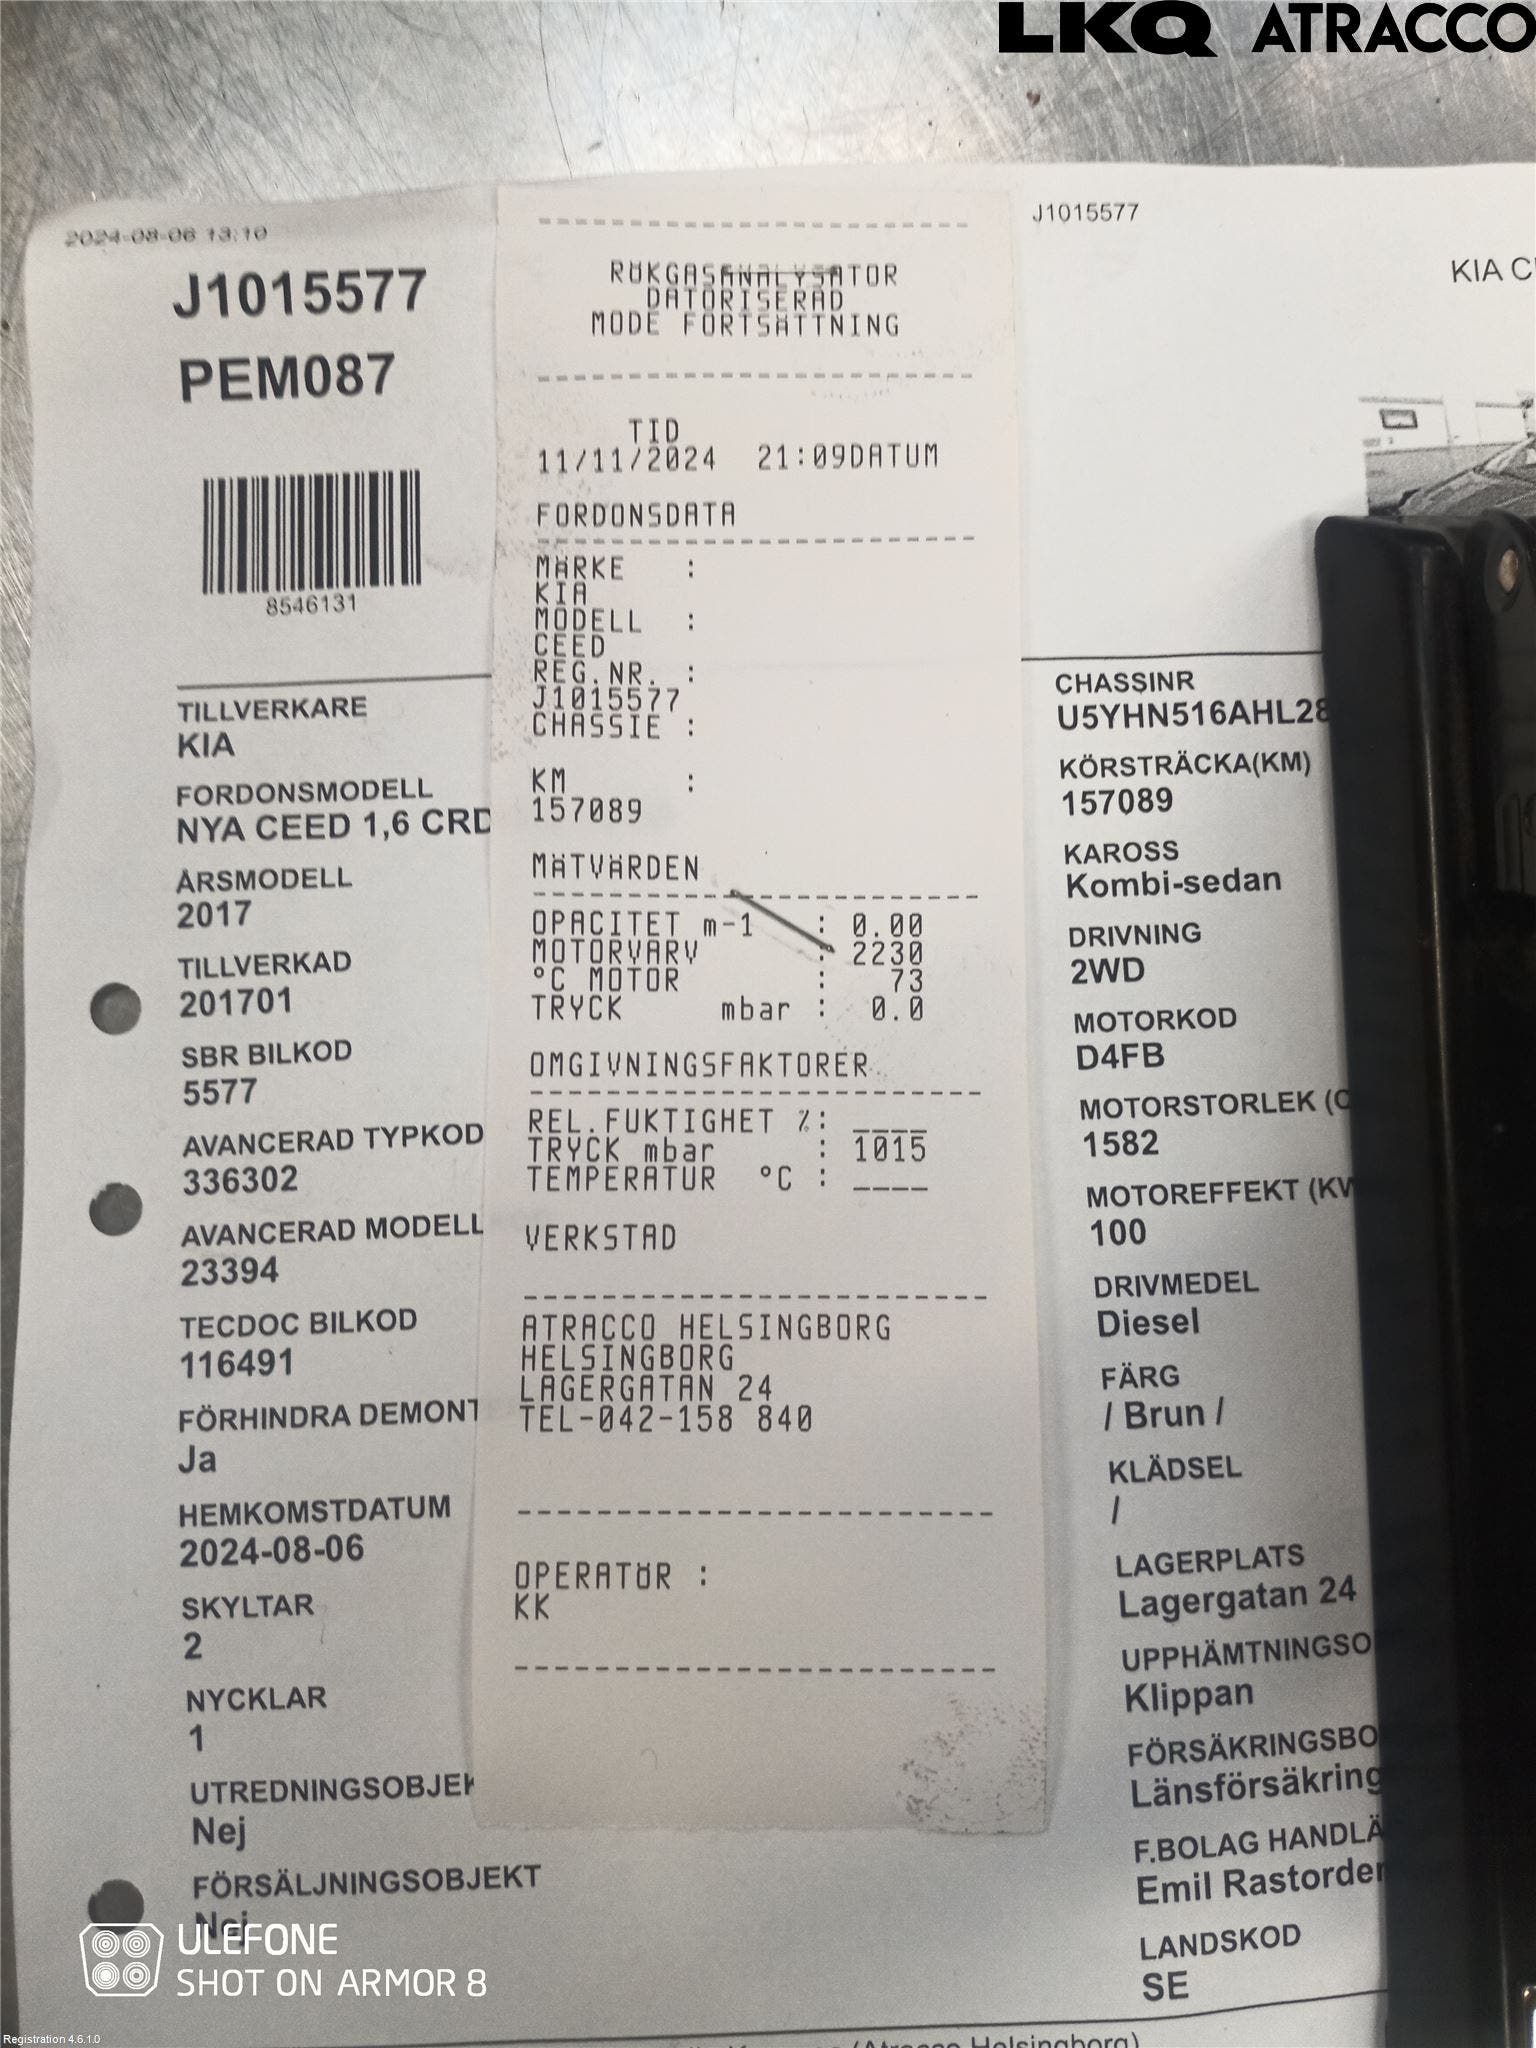 LKQ ATRACCO
2024-08-06 13:10
J1015577
PEM087
8546131
TILLVERKARE
KIA
FORDONSMODELL
NYA CEED 1,6 CRD
ÅRSMODELL
2017
TILLVERKAD
201701
SBR BILKOD
5577
AVANCERAD TYPKOD
336302
AVANCERAD MODELL
23394
TECDOC BILKOD
116491
FÖRHINDRA DEMONT
Ja
HEMKOMSTDATUM
2024-08-06
SKYLTAR
2
NYCKLAR
1
UTREDNINGSOBJEK
Nej
FÖRSÄLJNINGSOBJEKT
Nej
RÖKGASANALYSATOR
DATORISERAD
MODE FORTSÄTTNING
TID
11/11/2024 21:09DATUM
FORDONSDATA
MÄRKE :
KIA
MODELL :
CEED
REG.NR. :
J1015577
CHASSIE :
KM :
157089
MÄTVÄRDEN
OPACITET m-1 : 0.00
MOTORVARV : 2230
°C MOTOR : 73
TRYCK mbar : 0.0
OMGIVNINGSFAKTORER
REL.FUKTIGHET %: ____
TRYCK mbar : 1015
TEMPERATUR °C : ____
VERKSTAD
ATRACCO HELSINGBORG
HELSINGBORG
LAGERGATAN 24
TEL-042-158 840
OPERATÖR :
KK
J1015577
KIA C
CHASSINR
U5YHN516AHL28
KÖRSTRÄCKA(KM)
157089
KAROSS
Kombi-sedan
DRIVNING
2WD
MOTORKOD
D4FB
MOTORSTORLEK (C
1582
MOTOREFFEKT (KW
100
DRIVMEDEL
Diesel
FÄRG
/ Brun /
KLÄDSEL
/
LAGERPLATS
Lagergatan 24
UPPHÄMTNINGSO
Klippan
FÖRSÄKRINGSBO
Länsförsäkring
F.BOLAG HANDLÄ
Emil Rastorder
LANDSKOD
SE
(Atracco Helsingborg)
ULEFONE
SHOT ON ARMOR 8
Registration 4.6.1.0